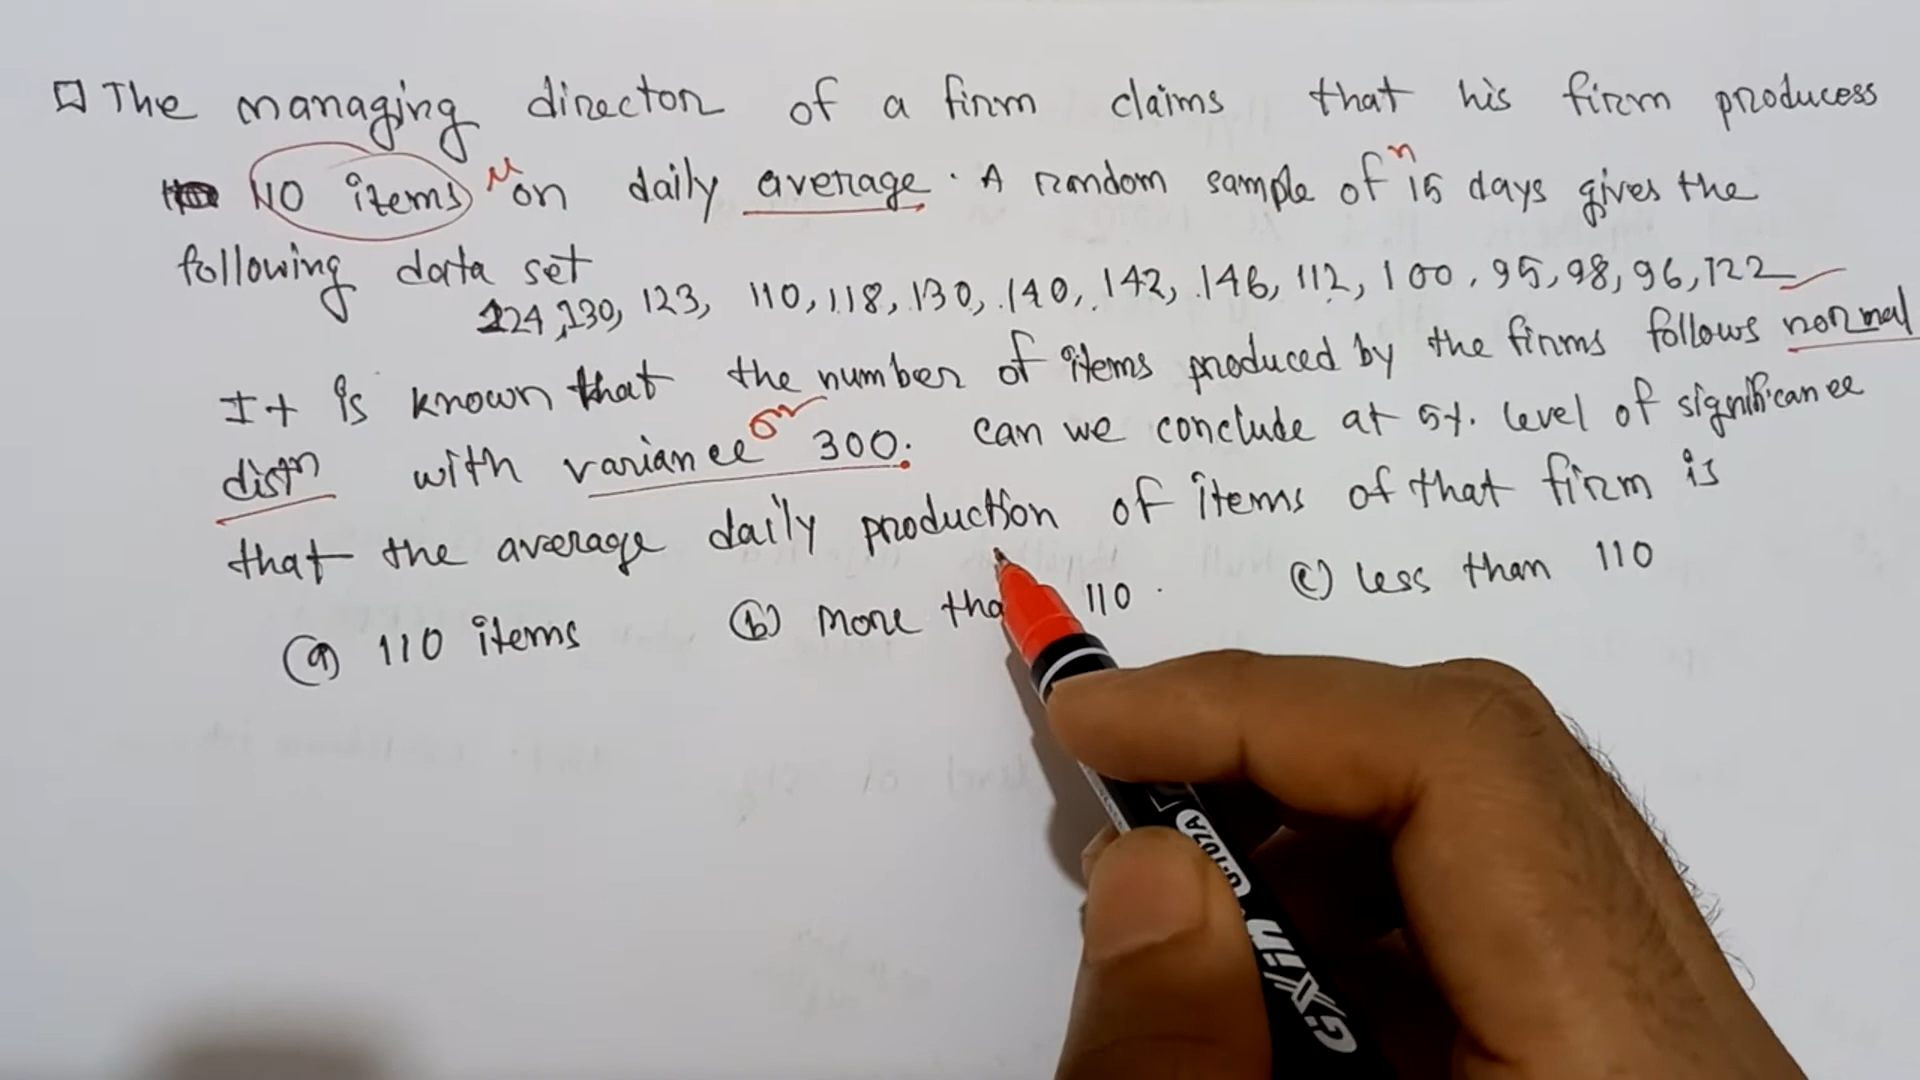 The managing director of a firm claims that his firm producess
110 items μ on daily average. A random sample of n 15 days gives the
following data set
124, 130, 123, 110, 118, 130, 140, 142, 146, 112, 100, 95, 98, 96, 122
It is known that the number of items produced by the firms follows normal
distn with variance σ² 300. can we conclude at 5%. level of significance
that the average daily production of items of that firm is
(a) 110 items (b) more tha 110. (c) less than 110
G-107A
GXin